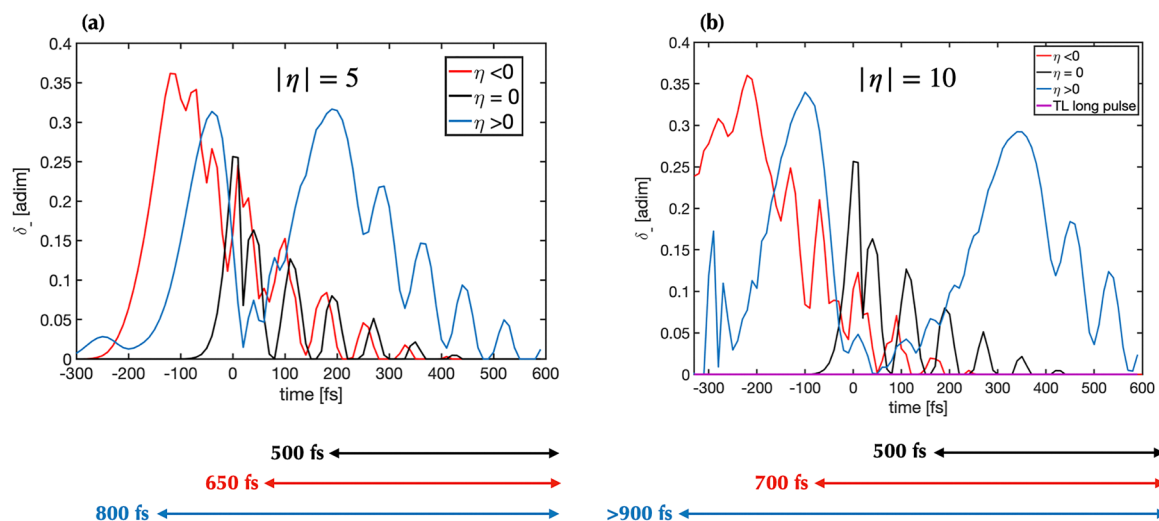 (a)
0.4
0.35
0.3
0.25
0.2
0.15
0.1
0.05
0
δ_ [adim]
|η| = 5
η <0
η = 0
η >0
-300 -200 -100 0 100 200 300 400 500 600
time [fs]
500 fs
650 fs
800 fs
(b)
0.4
0.35
0.3
0.25
0.2
0.15
0.1
0.05
0
δ_ [adim]
|η| = 10
η <0
η = 0
η >0
TL long pulse
-300 -200 -100 0 100 200 300 400 500 600
time [fs]
500 fs
700 fs
>900 fs